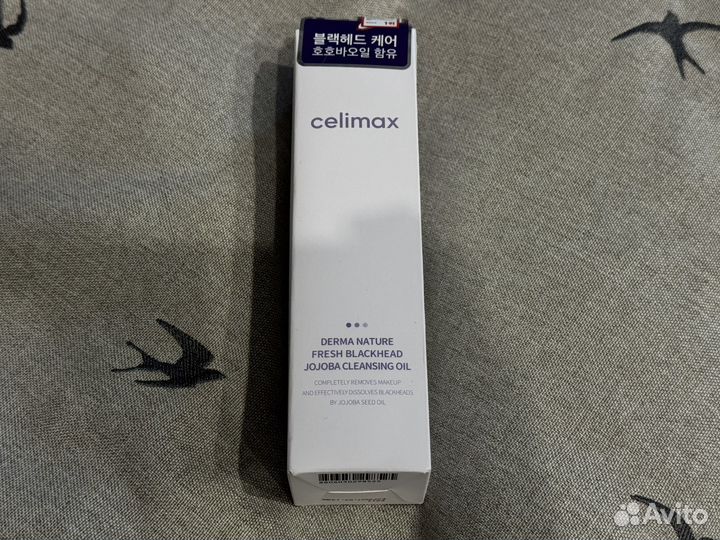 블랙헤드 케어
호호바오일 함유
celimax
DERMA NATURE
FRESH BLACKHEAD
JOJOBA CLEANSING OIL
COMPLETELY REMOVES MAKEUP
AND EFFECTIVELY DISSOLVES BLACKHEADS
BY JOJOBA SEED OIL
Avito